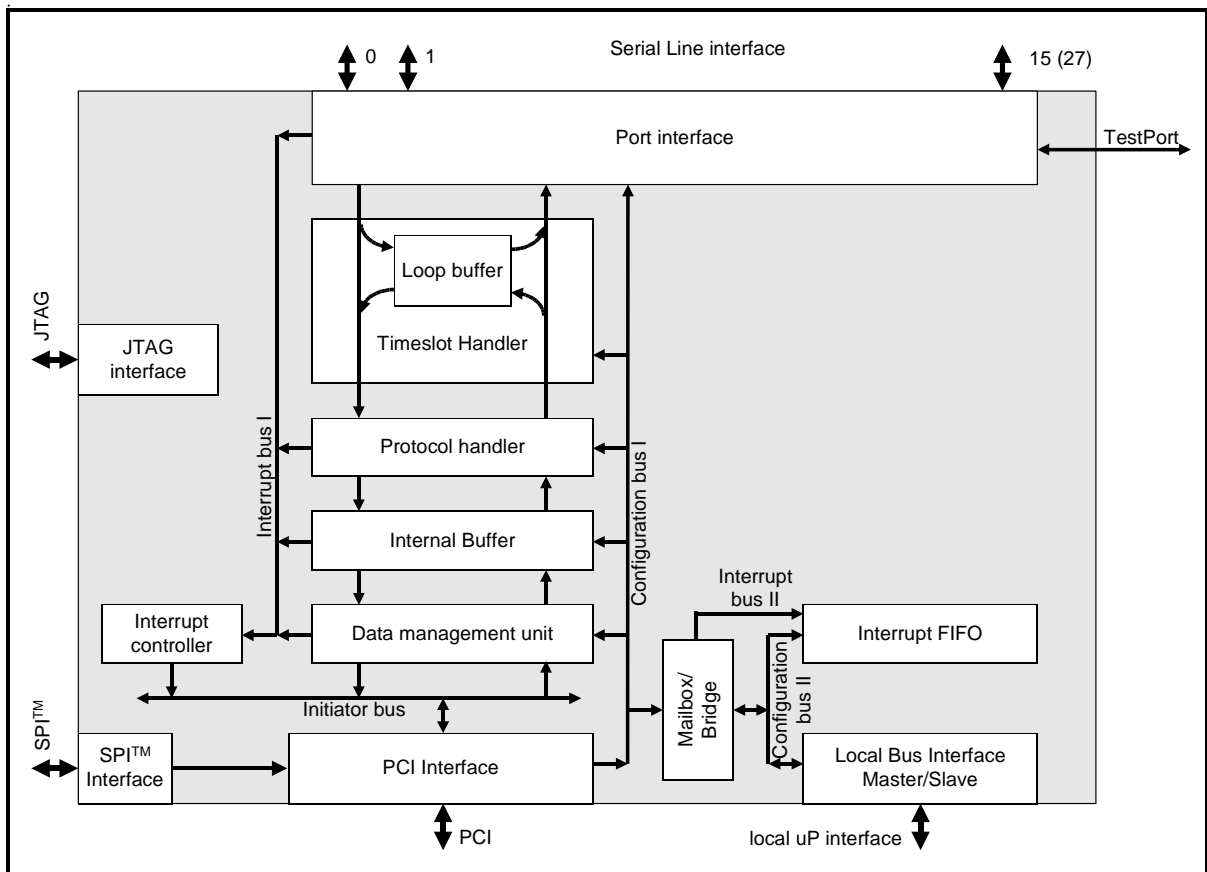 0
1
Serial Line interface
15 (27)
Port interface
TestPort
Loop buffer
Timeslot Handler
JTAG
JTAG
interface
Interrupt bus I
Protocol handler
Configuration bus I
Internal Buffer
Interrupt
bus II
Interrupt
controller
Data management unit
Interrupt FIFO
Mailbox/
Bridge
Configuration
bus II
Initiator bus
SPI™
SPI™
Interface
PCI Interface
Local Bus Interface
Master/Slave
PCI
local uP interface